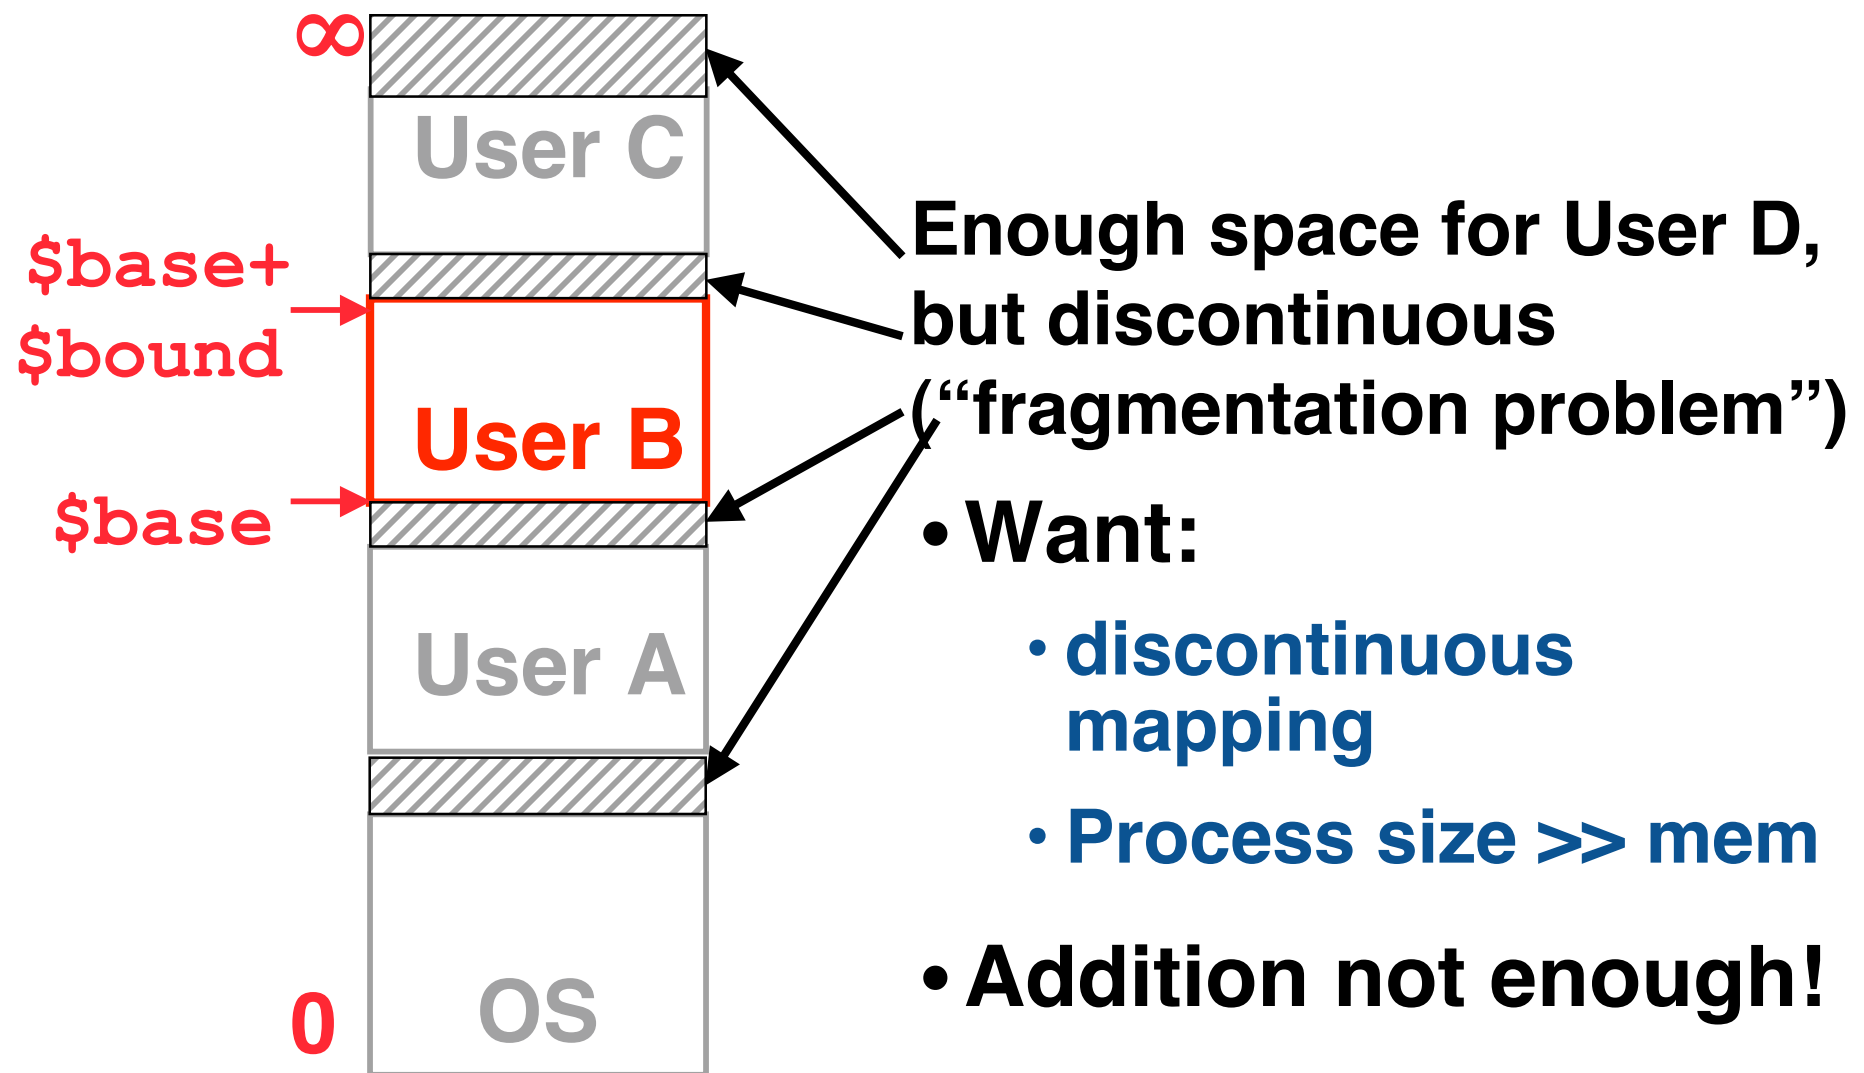 ∞
User C
$base+
$bound
User B
$base
User A
OS
0
Enough space for User D,
but discontinuous
(“fragmentation problem”)
• Want:
• discontinuous
mapping
• Process size >> mem
• Addition not enough!